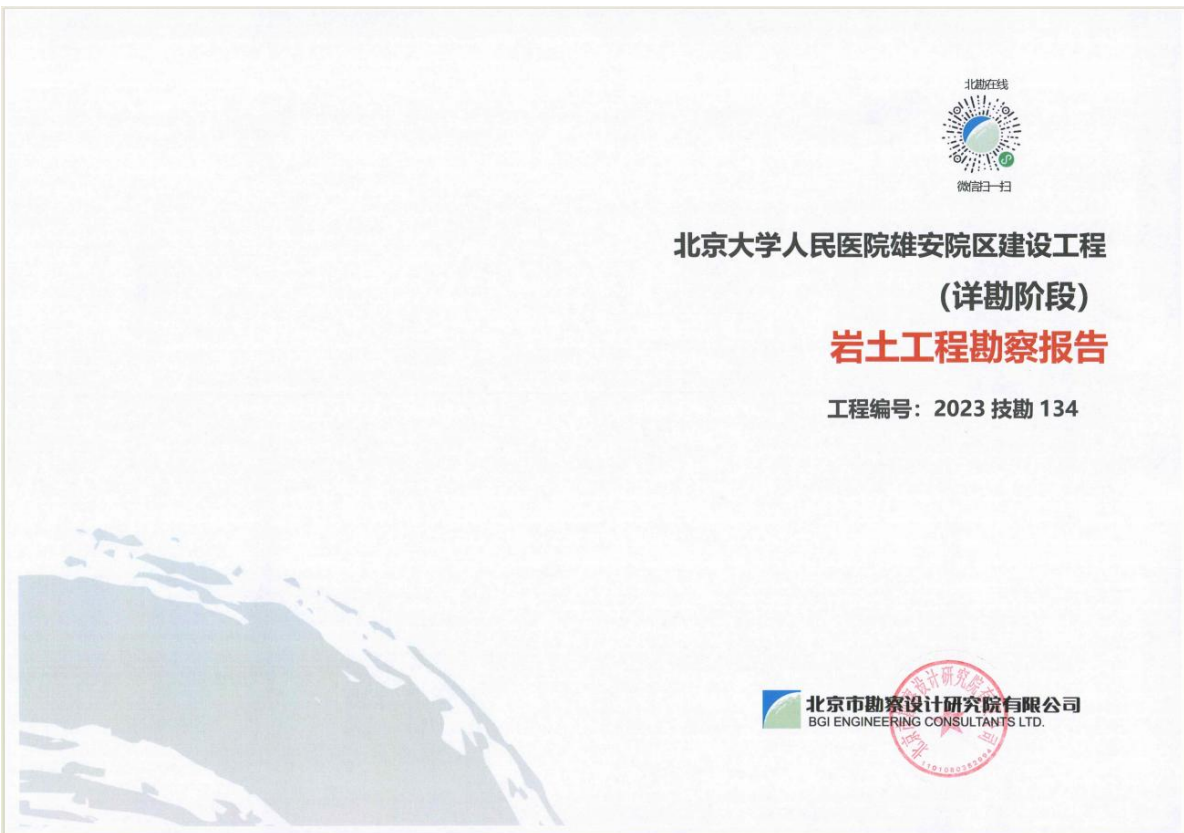 北勘在线
微信扫一扫
北京大学人民医院雄安院区建设工程
（详勘阶段）
岩土工程勘察报告
工程编号：2023 技勘 134
北京市勘察设计研究院有限公司
BGI ENGINEERING CONSULTANTS LTD.